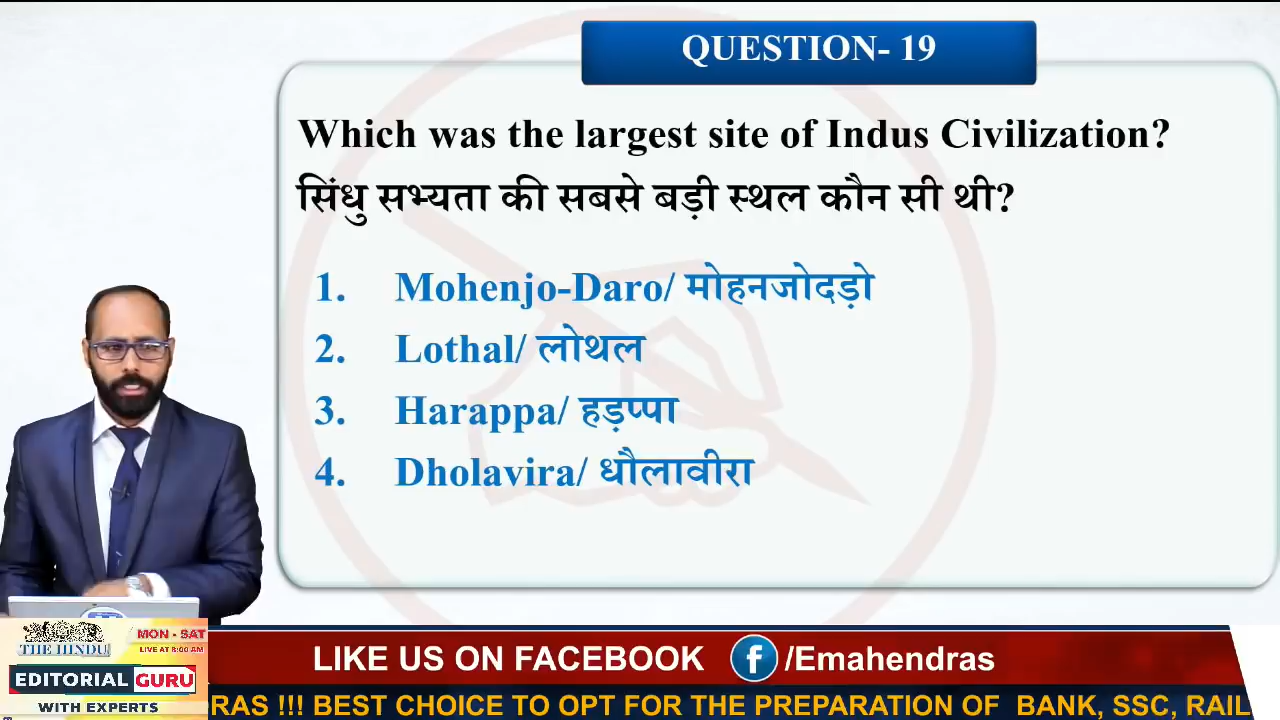 QUESTION- 19
Which was the largest site of Indus Civilization?
सिंधु सभ्यता की सबसे बड़ी स्थल कौन सी थी?
1. Mohenjo-Daro/ मोहनजोदड़ो
2. Lothal/ लोथल
3. Harappa/ हड़प्पा
4. Dholavira/ धौलावीरा
THE HINDU
MON - SAT
LIVE AT 8:00 AM
EDITORIAL GURU
WITH EXPERTS
LIKE US ON FACEBOOK f /Emahendras
DRAS !!! BEST CHOICE TO OPT FOR THE PREPARATION OF BANK, SSC, RAIL